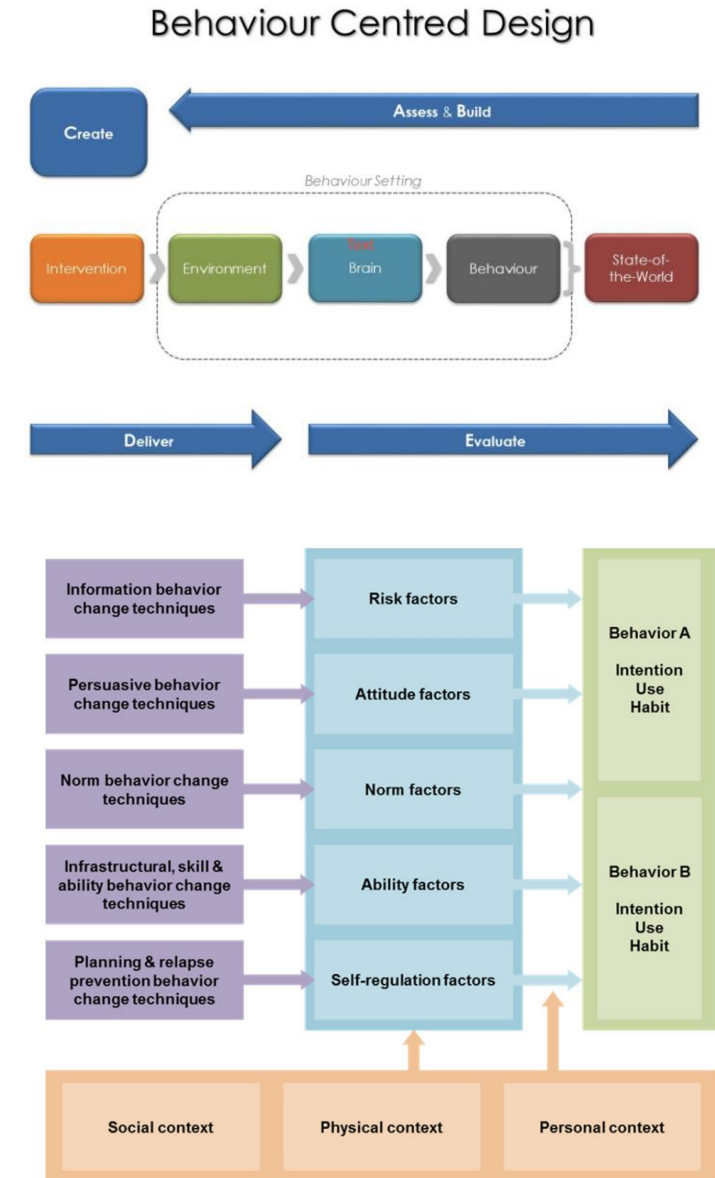 Behaviour Centred Design
Assess & Build
Create
Behaviour Setting
Intervention
Environment
Text
Brain
Behaviour
State-of-
the-World
Deliver
Evaluate
Information behavior
change techniques
Risk factors
Persuasive behavior
change techniques
Attitude factors
Norm behavior change
techniques
Norm factors
Infrastructural, skill &
ability behavior change
techniques
Ability factors
Planning & relapse
prevention behavior
change techniques
Self-regulation factors
Behavior A
Intention
Use
Habit
Behavior B
Intention
Use
Habit
Social context
Physical context
Personal context